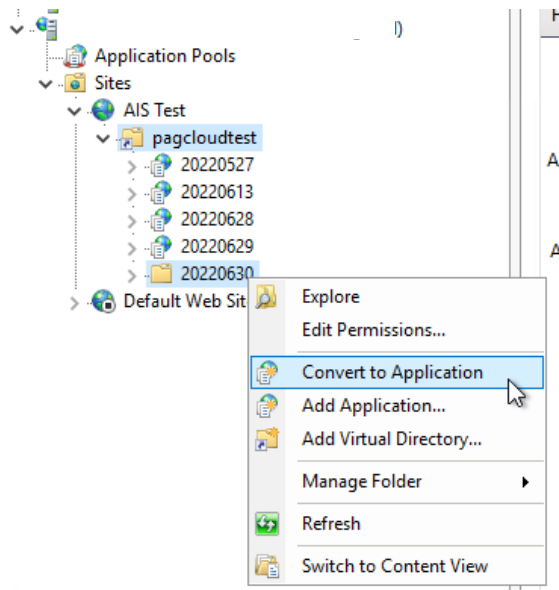 )
Application Pools
Sites
AIS Test
pagcloudtest
20220527
20220613
20220628
20220629
20220630
Default Web Sit
Explore
Edit Permissions...
Convert to Application
Add Application...
Add Virtual Directory...
Manage Folder
Refresh
Switch to Content View